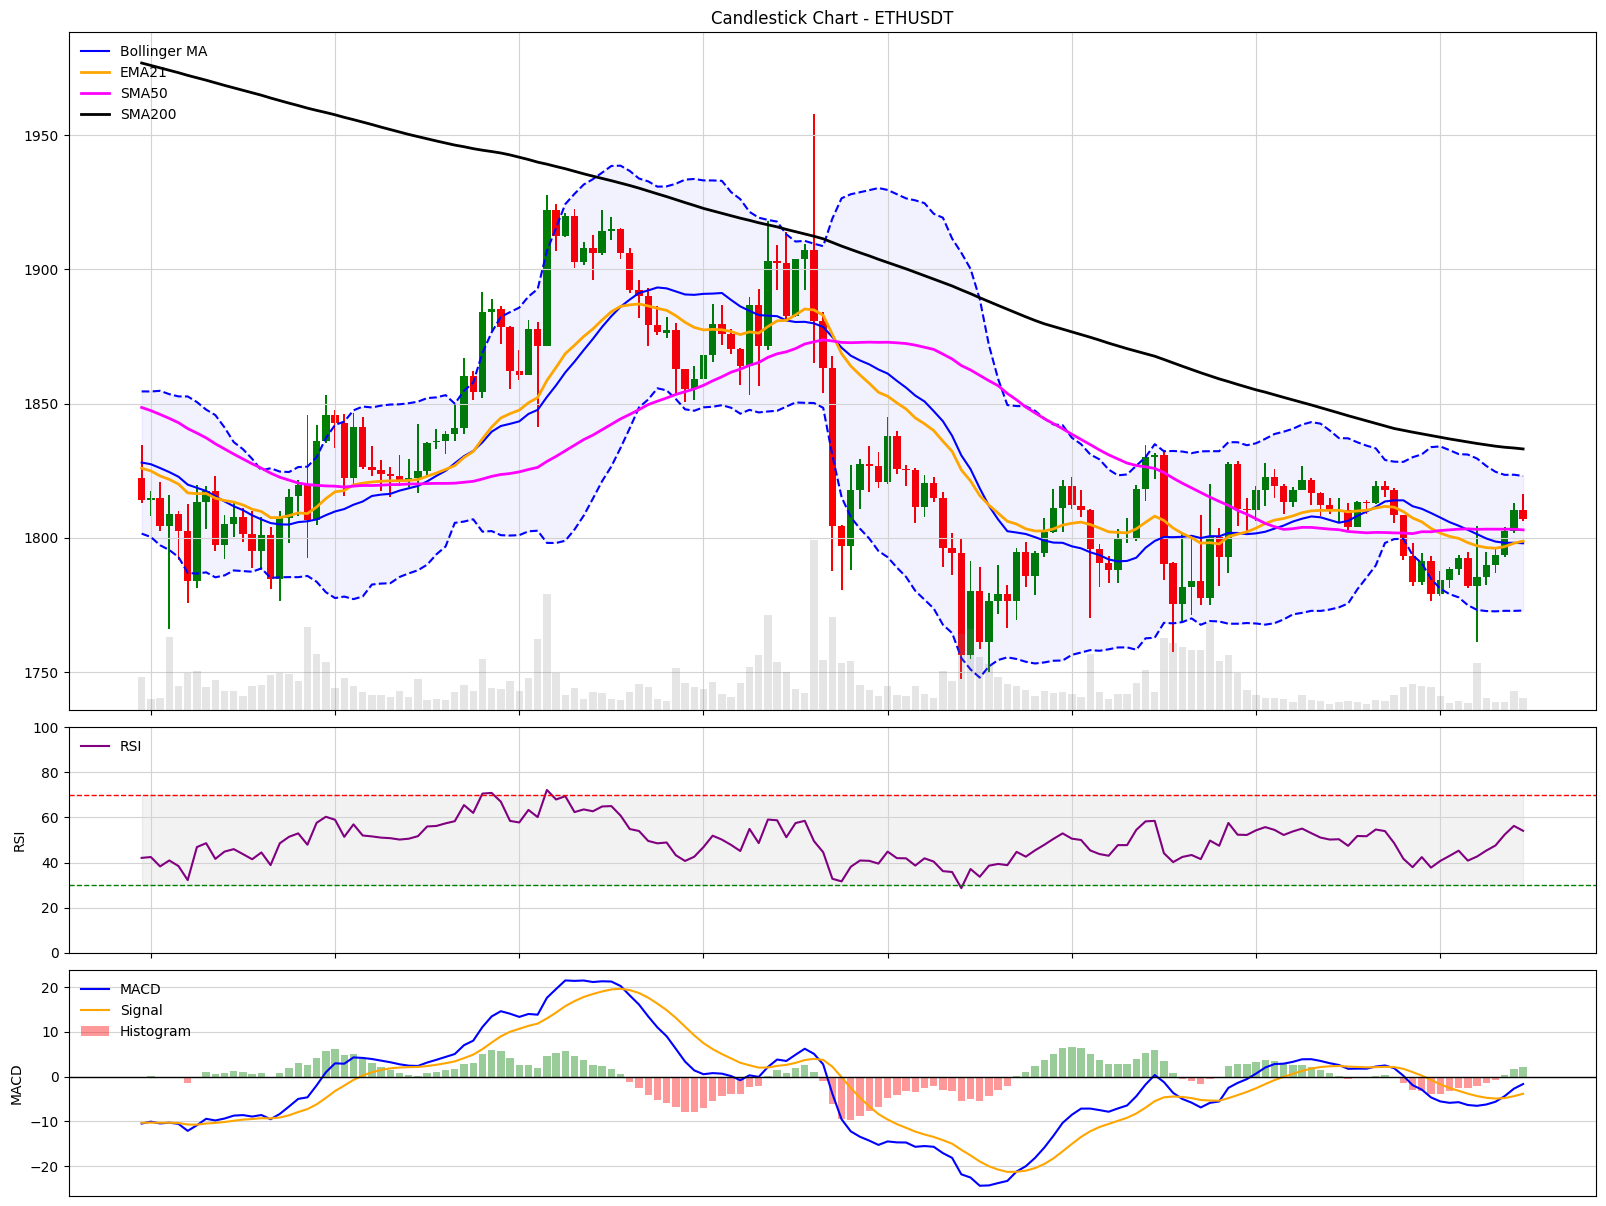 Candlestick Chart - ETHUSDT
Bollinger MA
EMA21
SMA50
SMA200
1950
1900
1850
1800
1750
RSI
100
80
60
40
20
0
RSI
MACD
Signal
Histogram
20
10
0
−10
−20
MACD